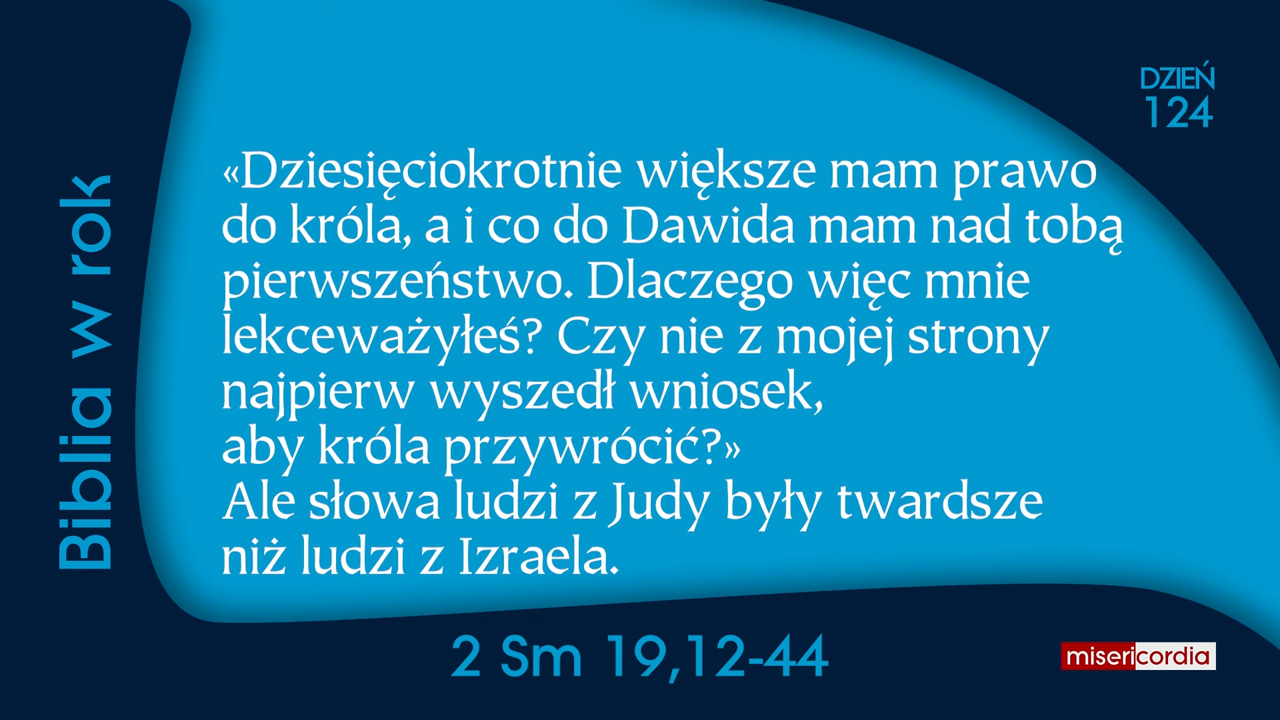 DZIEŃ
124
«Dziesięciokrotnie większe mam prawo
do króla, a i co do Dawida mam nad tobą
pierwszeństwo. Dlaczego więc mnie
lekceważyłeś? Czy nie z mojej strony
najpierw wyszedł wniosek,
aby króla przywrócić?»
Ale słowa ludzi z Judy były twardsze
niż ludzi z Izraela.
Biblia w rok
2 Sm 19,12-44
misericordia